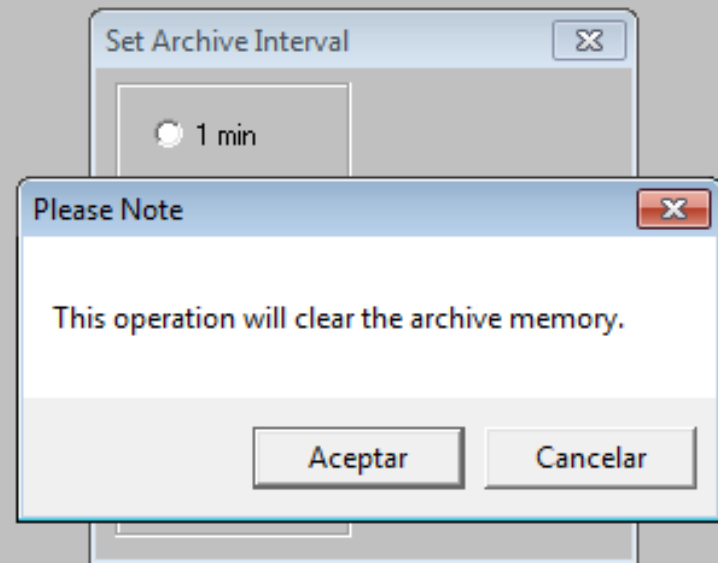 Set Archive Interval
1 min
Please Note
This operation will clear the archive memory.
Aceptar
Cancelar